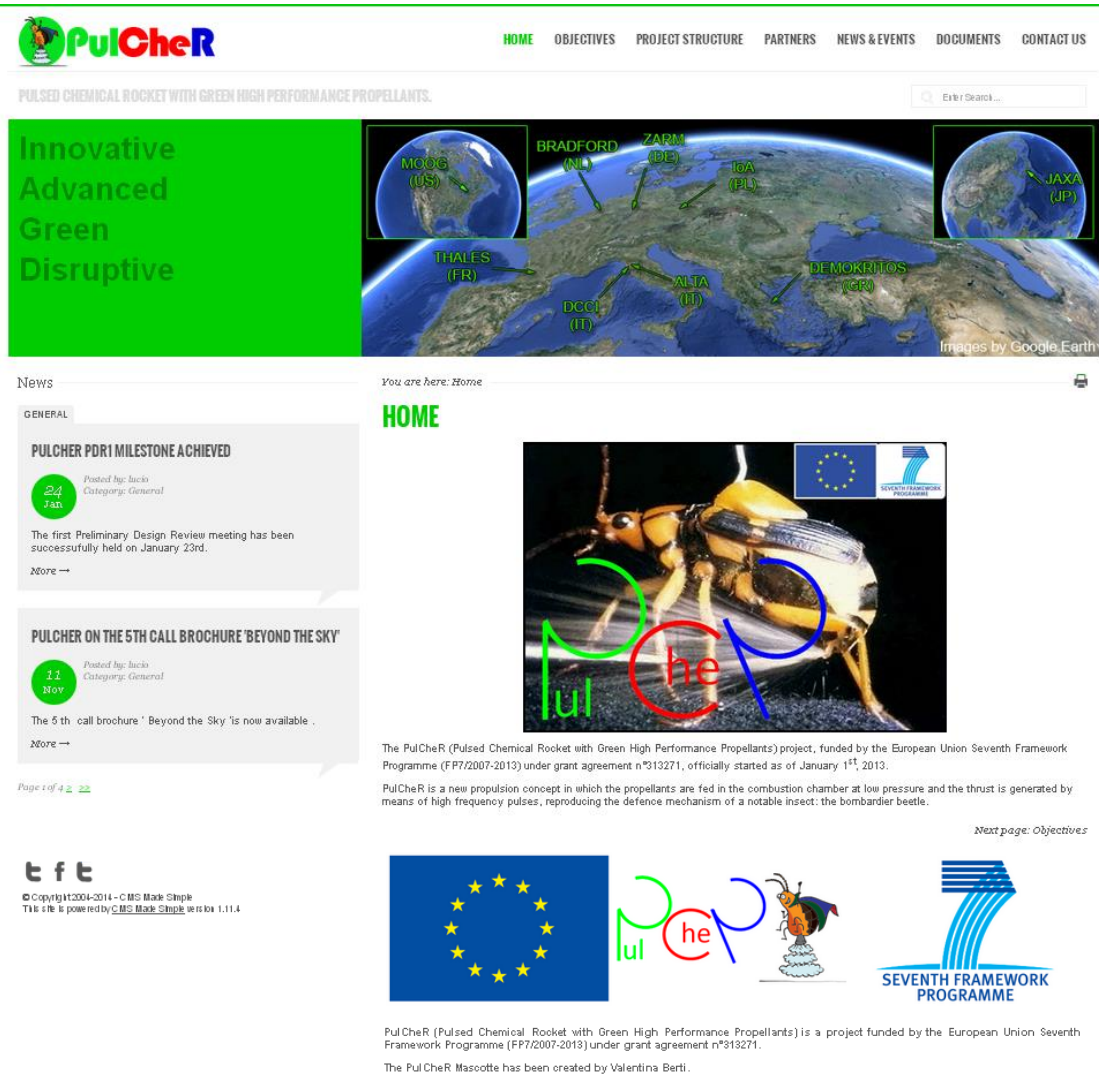 PulCheR
HOME OBJECTIVES PROJECT STRUCTURE PARTNERS NEWS & EVENTS DOCUMENTS CONTACT US
PULSED CHEMICAL ROCKET WITH GREEN HIGH PERFORMANCE PROPELLANTS.
Enter Search...
Innovative
Advanced
Green
Disruptive
MOOG
(US)
BRADFORD
(NL)
ZARM
(DE)
IoA
(PL)
JAXA
(JP)
THALES
(FR)
DCCI
(IT)
ALTA
(IT)
DEMOKRITOS
(GR)
Images by Google Earth
News
GENERAL
PULCHER PDR1 MILESTONE ACHIEVED
24
Jan
Posted by: lucio
Category: General
The first Preliminary Design Review meeting has been
successufully held on January 23rd.
More →
PULCHER ON THE 5TH CALL BROCHURE 'BEYOND THE SKY'
11
Nov
Posted by: lucio
Category: General
The 5 th call brochure ' Beyond the Sky 'is now available .
More →
Page 1 of 4 > >>
© Copyright 2004-2014 - CMS Made Simple
This site is powered by CMS Made Simple version 1.11.4
You are here: Home
HOME
SEVENTH FRAMEWORK
PROGRAMME
Pul Che R
The PulCheR (Pulsed Chemical Rocket with Green High Performance Propellants) project, funded by the European Union Seventh Framework
Programme (FP7/2007-2013) under grant agreement n°313271, officially started as of January 1st, 2013.
PulCheR is a new propulsion concept in which the propellants are fed in the combustion chamber at low pressure and the thrust is generated by
means of high frequency pulses, reproducing the defence mechanism of a notable insect: the bombardier beetle.
Next page: Objectives
Pul Che R
SEVENTH FRAMEWORK
PROGRAMME
PulCheR (Pulsed Chemical Rocket with Green High Performance Propellants) is a project funded by the European Union Seventh
Framework Programme (FP7/2007-2013) under grant agreement n°313271.
The PulCheR Mascotte has been created by Valentina Berti.